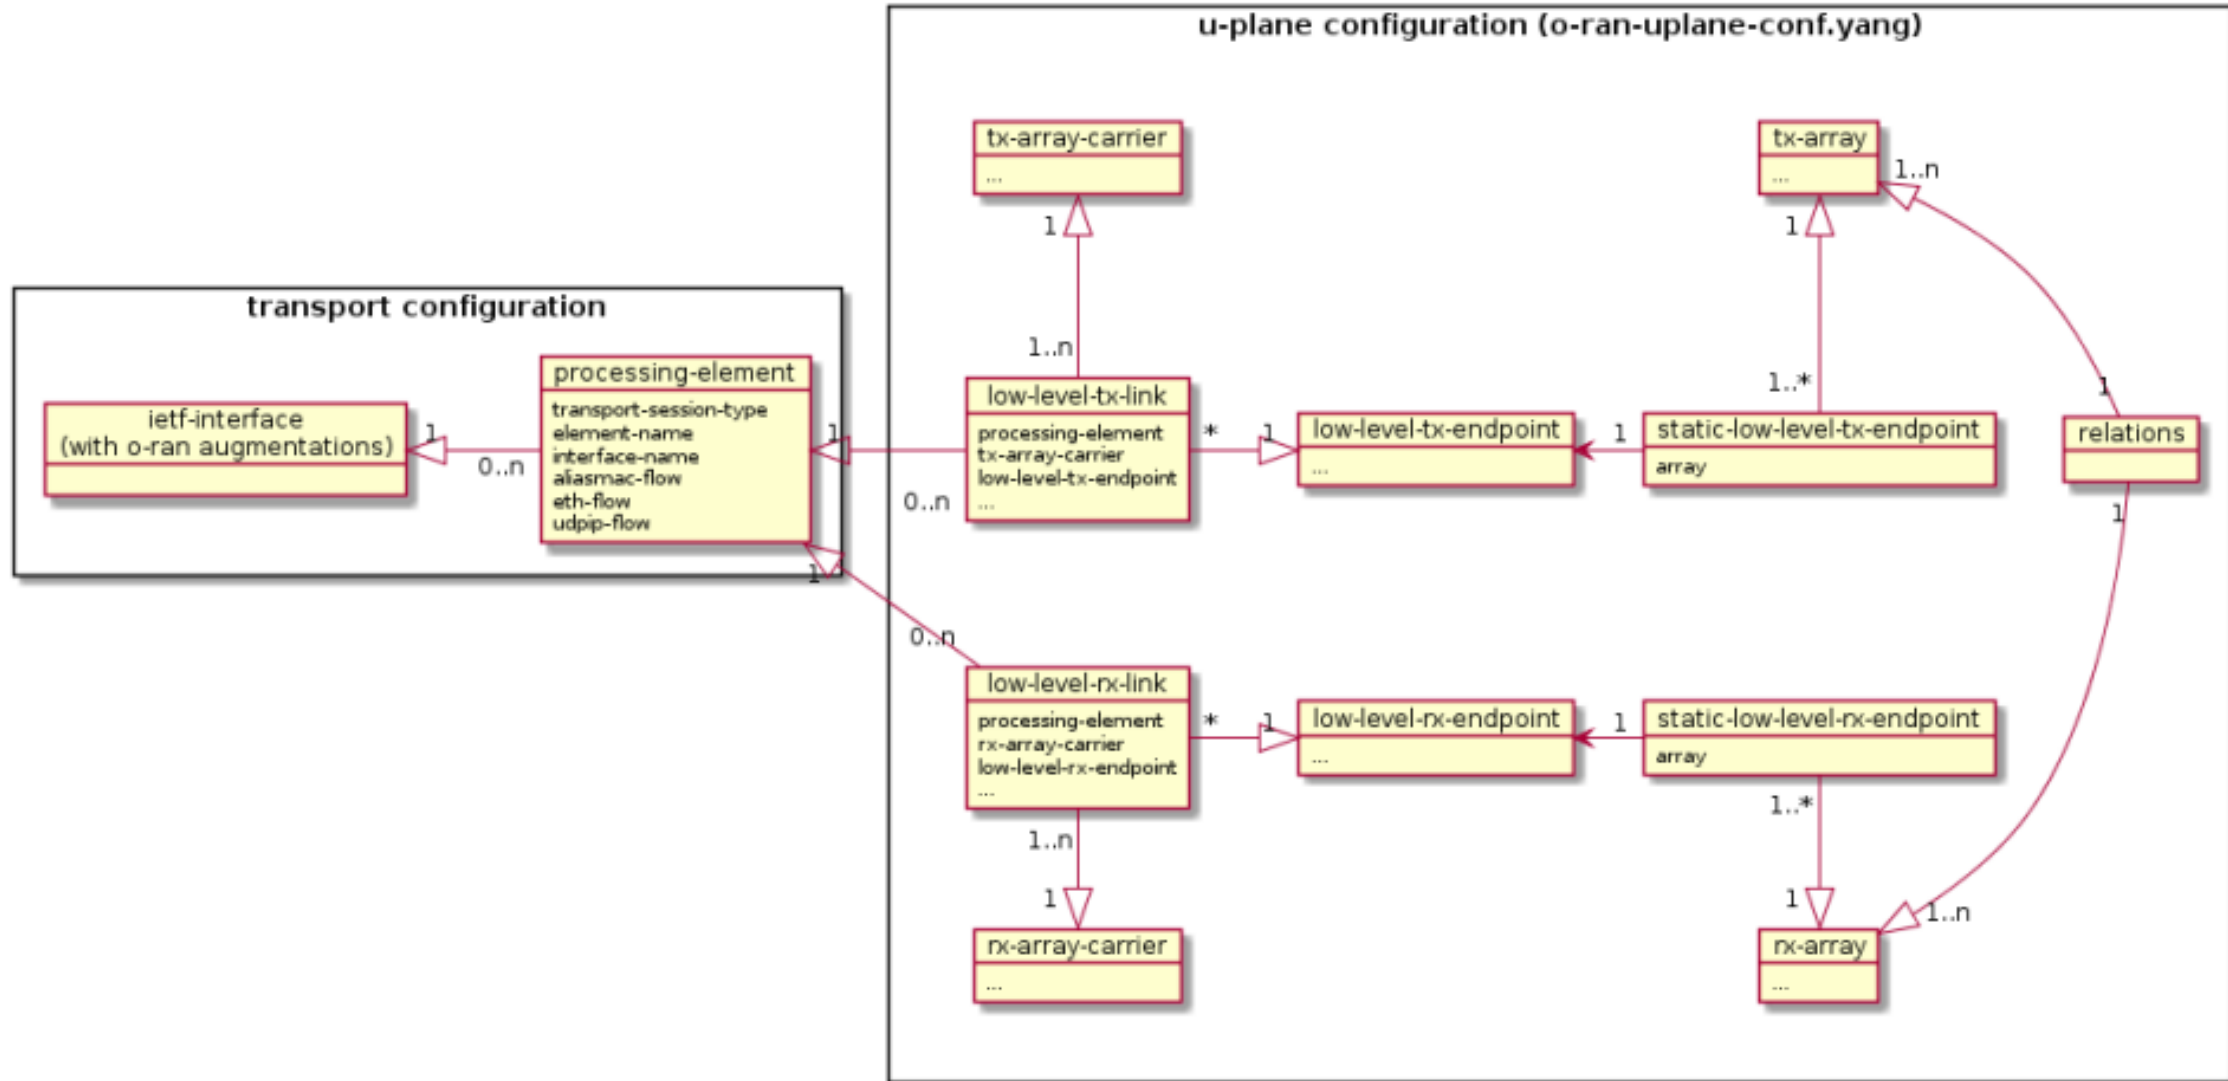 u-plane configuration (o-ran-uplane-conf.yang)
tx-array-carrier
...
1
1..n
tx-array
...
1..n
1
1..*
transport configuration
ietf-interface
(with o-ran augmentations)
1
0..n
processing-element
transport-session-type
element-name
interface-name
aliasmac-flow
eth-flow
udpip-flow
1
0..n
1
0..n
low-level-tx-link
processing-element
tx-array-carrier
low-level-tx-endpoint
...
*
1
low-level-tx-endpoint
...
1
static-low-level-tx-endpoint
array
1
relations
1
low-level-rx-link
processing-element
rx-array-carrier
low-level-rx-endpoint
...
*
1
low-level-rx-endpoint
...
1
static-low-level-rx-endpoint
array
1..n
1
rx-array-carrier
...
1..*
1
1..n
rx-array
...